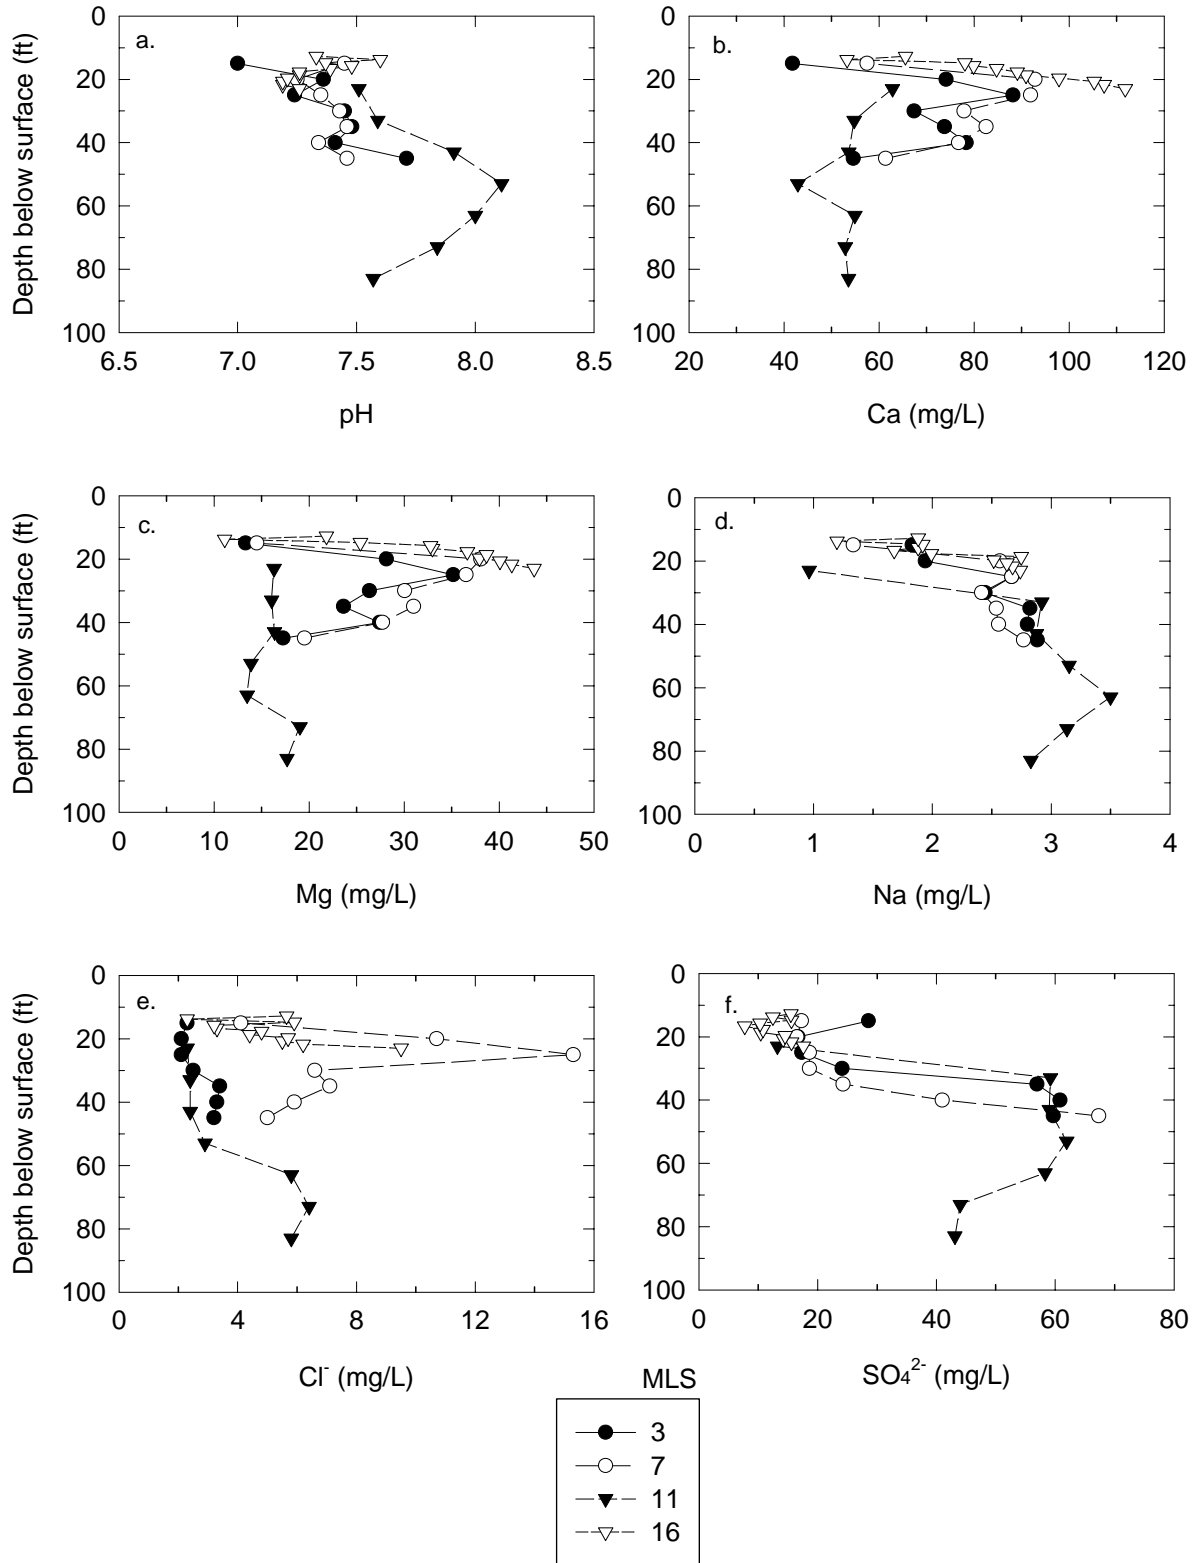 a.
Depth below surface (ft)
0
20
40
60
80
100
6.5 7.0 7.5 8.0 8.5
pH
b.
0
20
40
60
80
100
20 40 60 80 100 120
Ca (mg/L)
c.
Depth below surface (ft)
0
20
40
60
80
100
0 10 20 30 40 50
Mg (mg/L)
d.
0
20
40
60
80
100
0 1 2 3 4
Na (mg/L)
e.
Depth below surface (ft)
0
20
40
60
80
100
0 4 8 12 16
Cl⁻ (mg/L)
f.
0
20
40
60
80
100
0 20 40 60 80
SO₄²⁻ (mg/L)
MLS
3
7
11
16